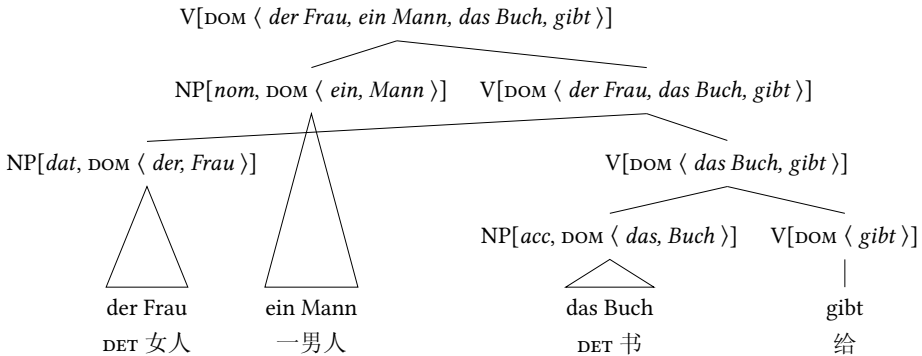 V[DOM ⟨ der Frau, ein Mann, das Buch, gibt ⟩]
NP[nom, DOM ⟨ ein, Mann ⟩] V[DOM ⟨ der Frau, das Buch, gibt ⟩]
NP[dat, DOM ⟨ der, Frau ⟩] V[DOM ⟨ das Buch, gibt ⟩]
NP[acc, DOM ⟨ das, Buch ⟩] V[DOM ⟨ gibt ⟩]
der Frau ein Mann das Buch gibt
DET 女人 一男人 DET 书 给